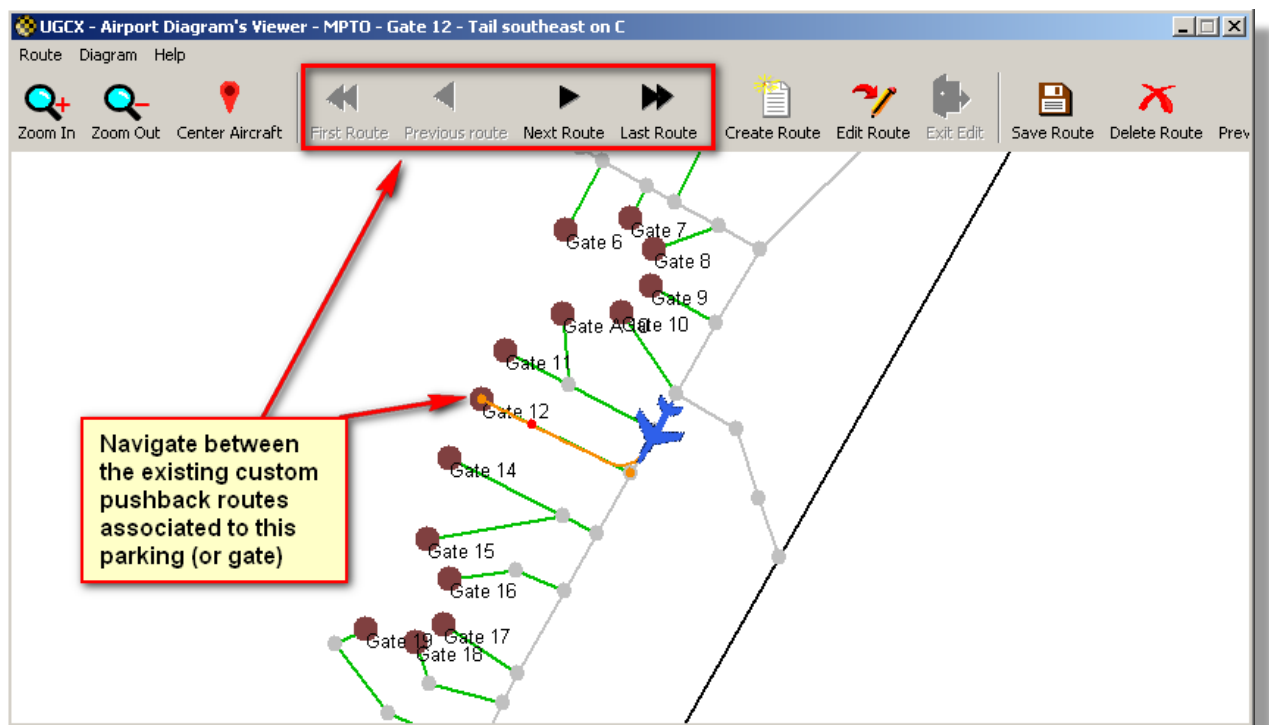 UGCX - Airport Diagram's Viewer - MPTO - Gate 12 - Tail southeast on C
Route Diagram Help
Zoom In Zoom Out Center Aircraft First Route Previous route Next Route Last Route Create Route Edit Route Exit Edit Save Route Delete Route Prev
Gate 6
Gate 7
Gate 8
Gate 9
Gate A10
Gate 10
Gate 11
Gate 12
Navigate between
the existing custom
pushback routes
associated to this
parking (or gate)
Gate 14
Gate 15
Gate 16
Gate 17
Gate 19
Gate 18